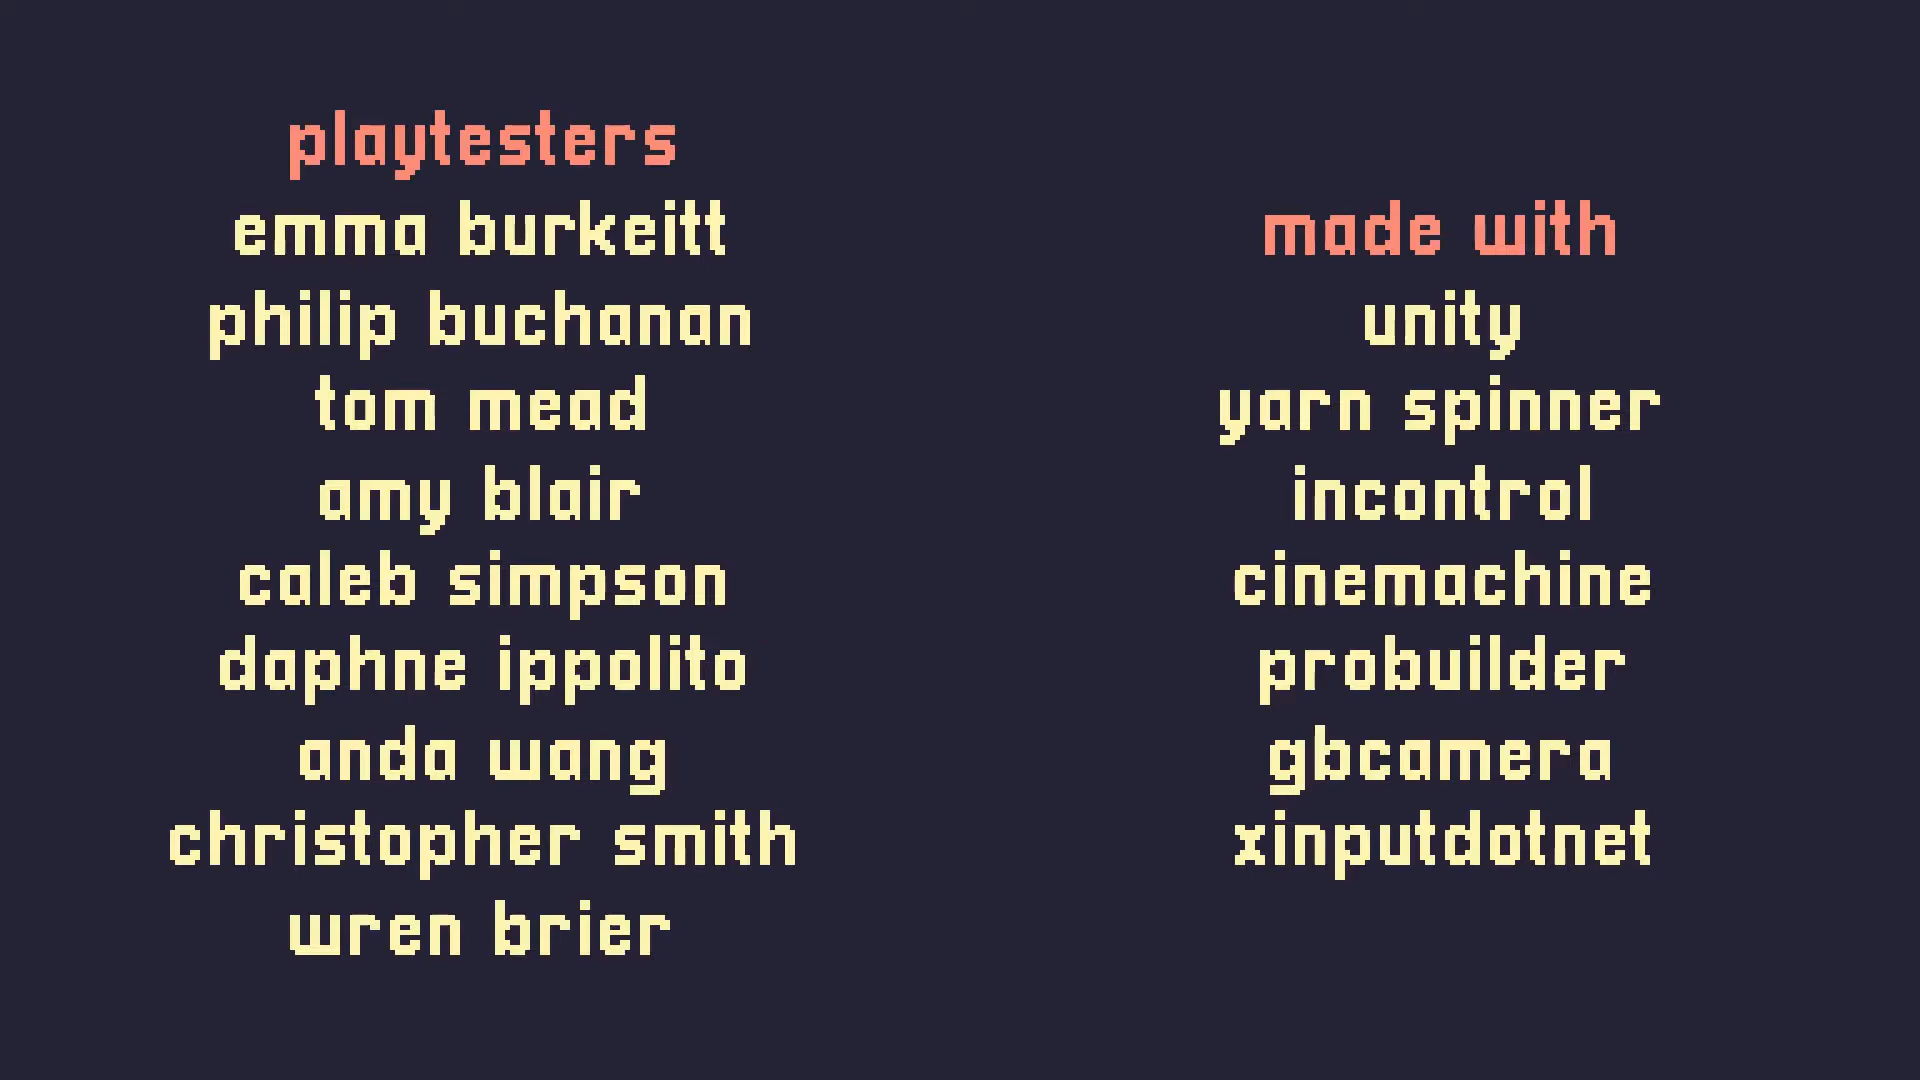 playtesters
emma burkeitt
philip buchanan
tom mead
amy blair
caleb simpson
daphne ippolito
anda wang
christopher smith
wren brier
made with
unity
yarn spinner
incontrol
cinemachine
probuilder
gbcamera
xinputdotnet